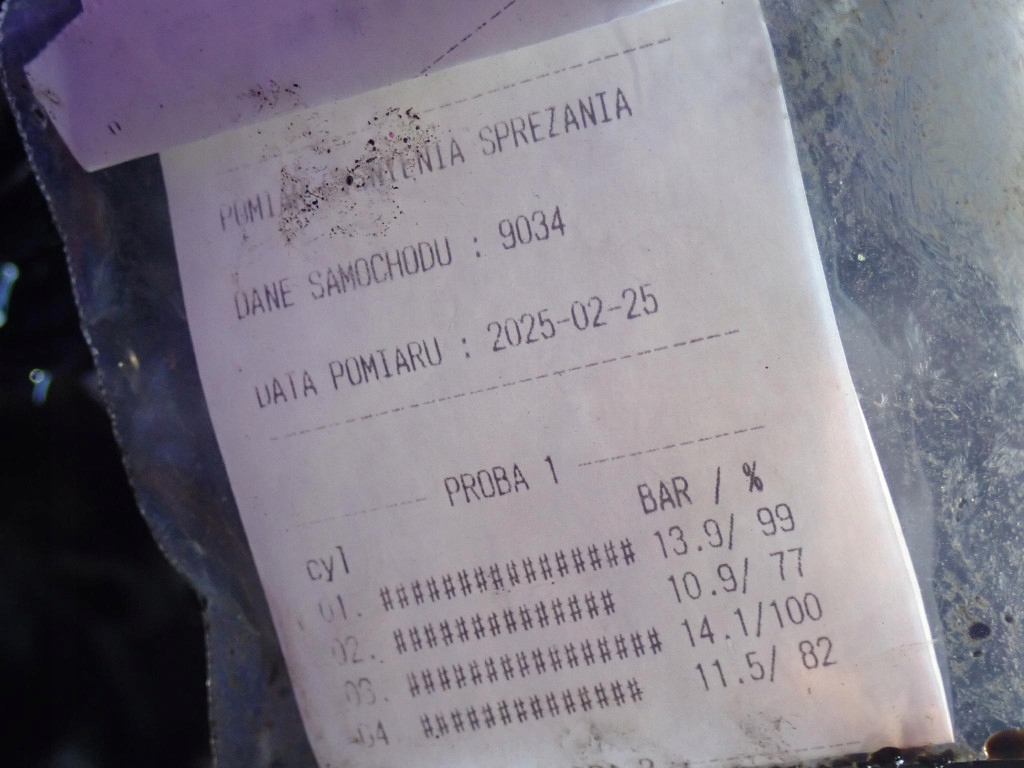 SPREZANIA
DANE SAMOCHODU : 9034
DATA POMIARU : 2025-02-25
PROBA 1
cyl BAR / %
01. ################ 13.9/ 99
02. ############## 10.9/ 77
03. ################ 14.1/100
04 ############## 11.5/ 82